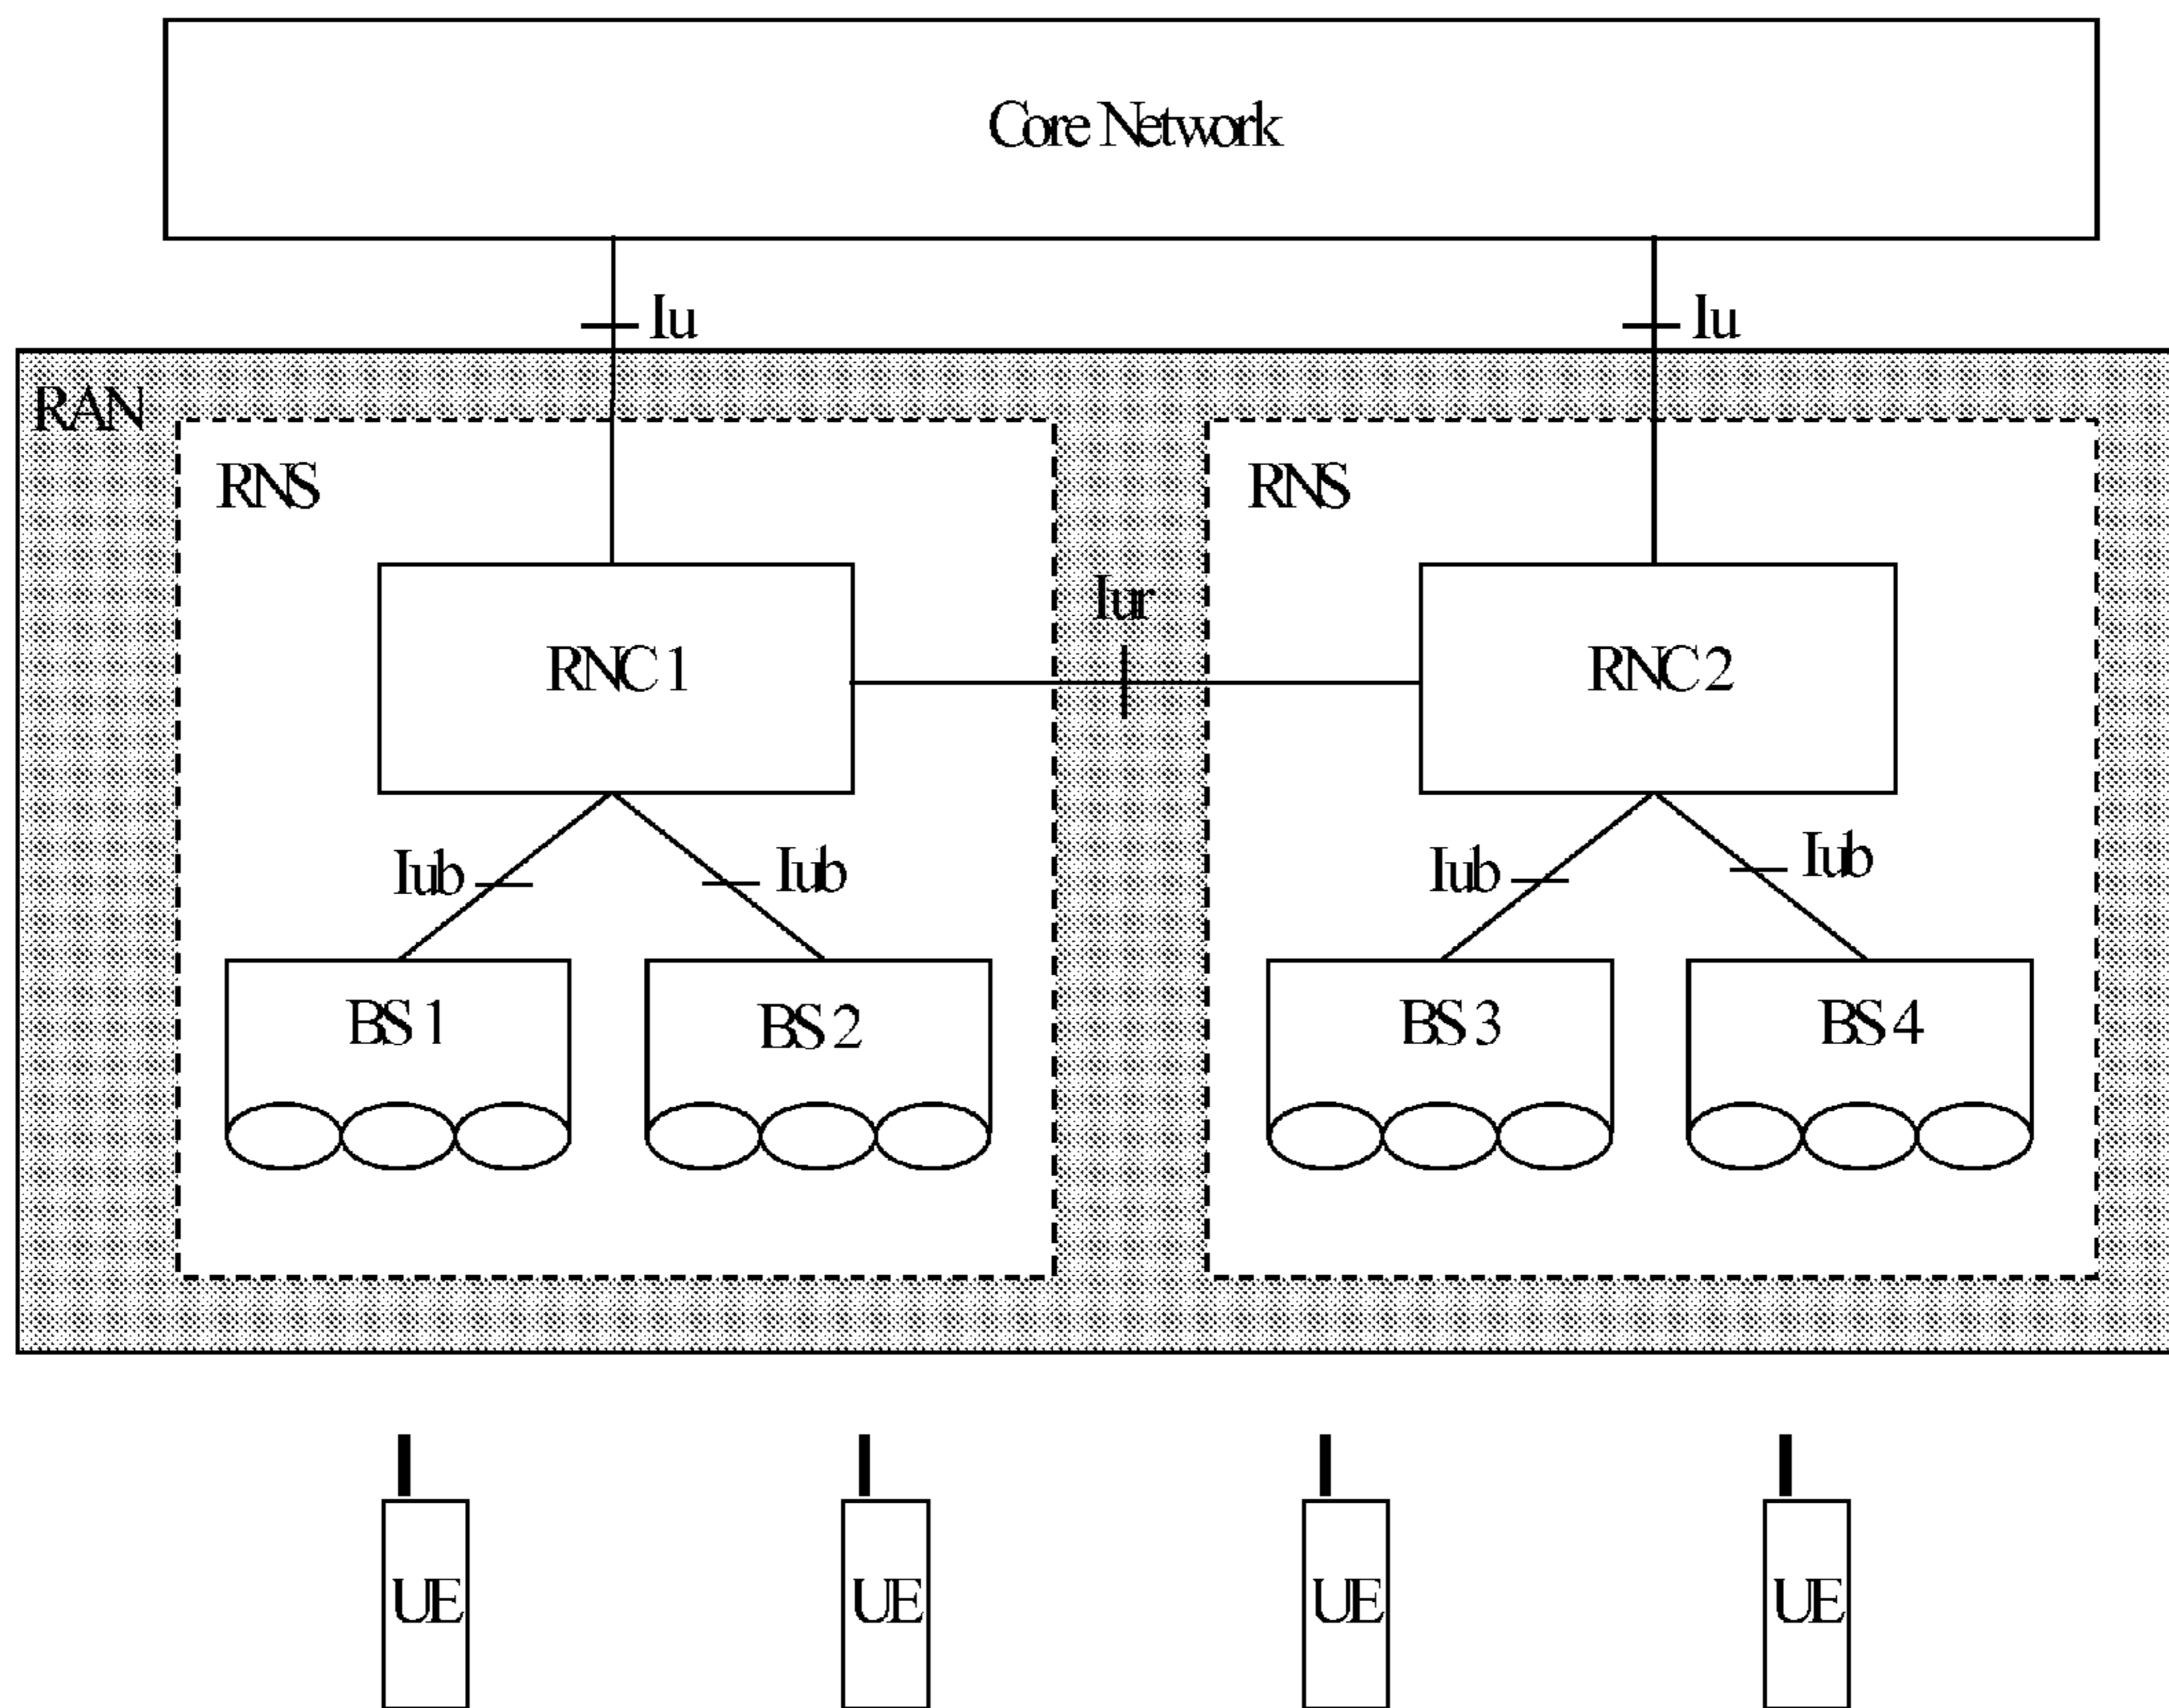 Core Network
Iu
Iu
RAN
RNS
RNS
Iur
RNC 1
RNC 2
Iub
Iub
Iub
Iub
BS 1
BS 2
BS 3
BS 4
UE
UE
UE
UE